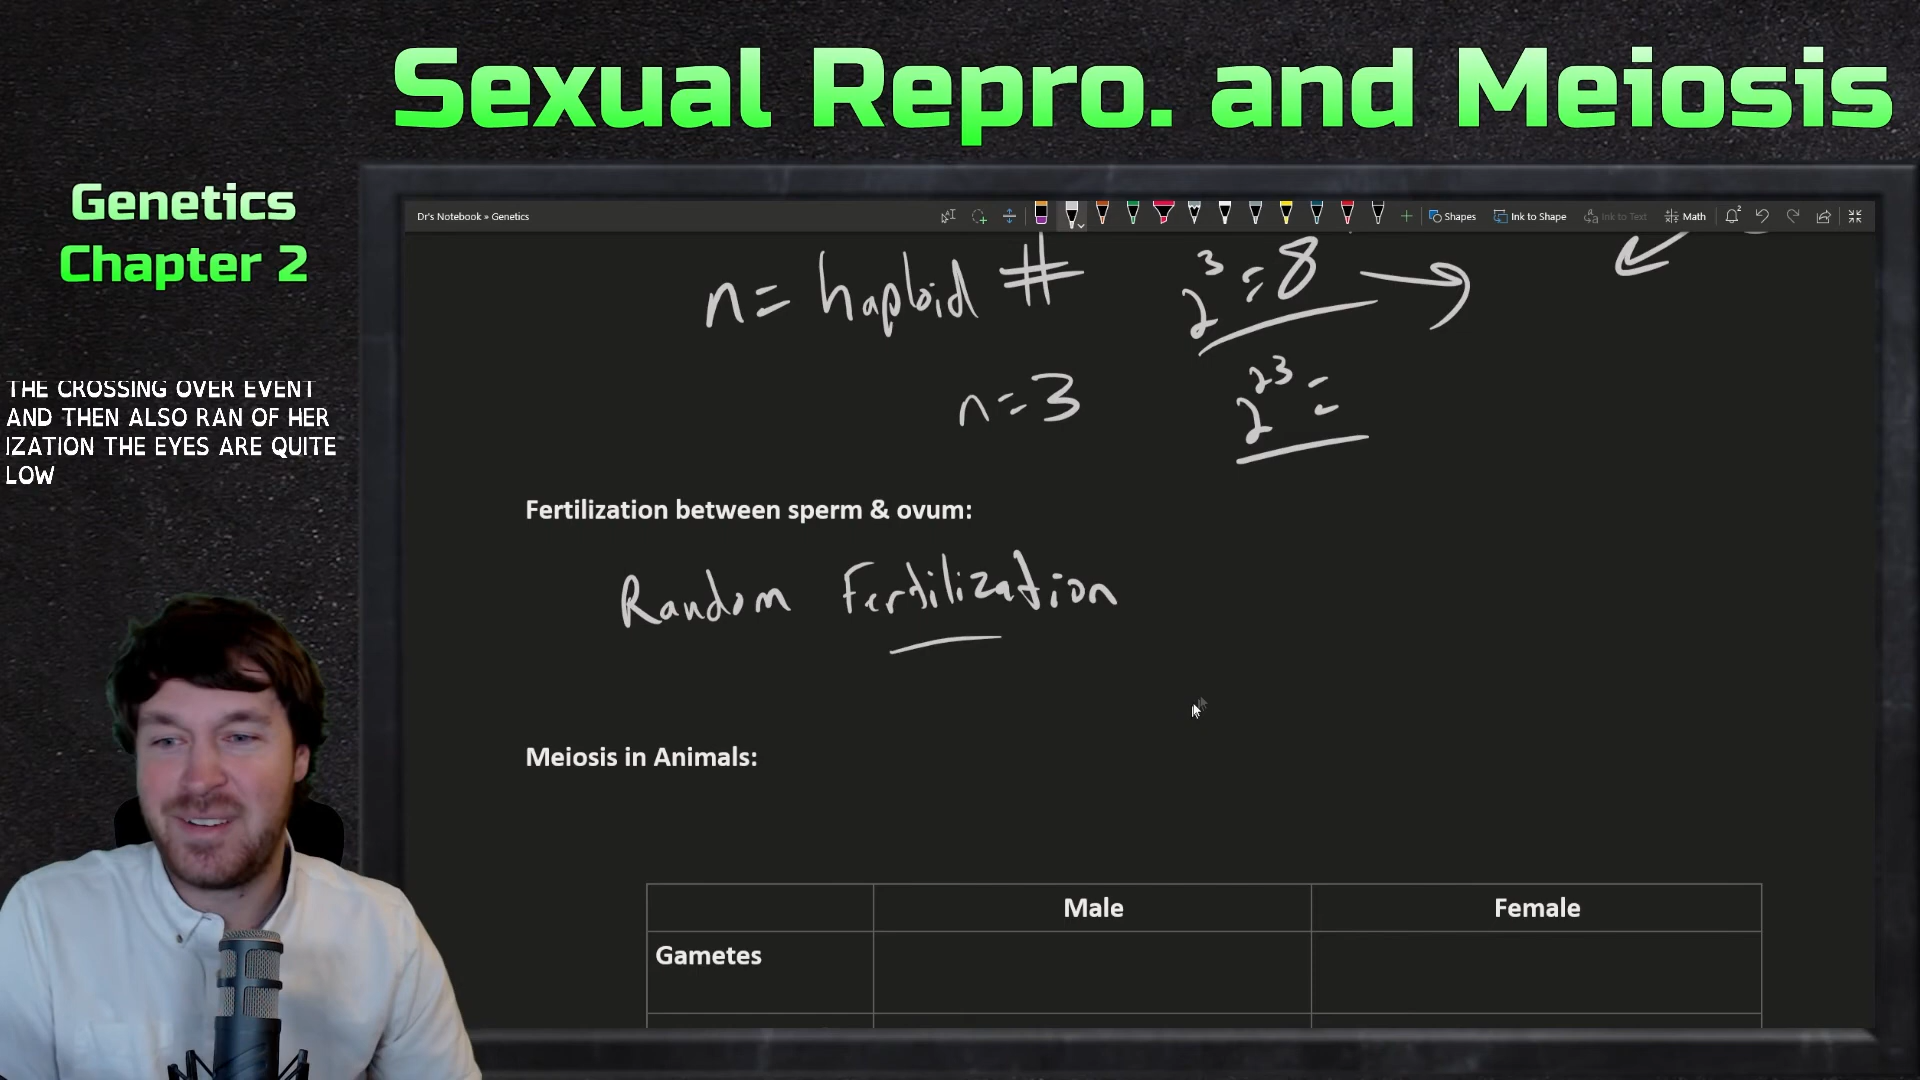 Sexual Repro. and Meiosis
Genetics
Chapter 2
Dr's Notebook » Genetics
Shapes
Ink to Shape
Ink to Text
Math
n = haploid #
2³ = 8
n = 3
2²³ =
THE CROSSING OVER EVENT
AND THEN ALSO RAN OF HER
IZATION THE EYES ARE QUITE
LOW
Fertilization between sperm & ovum:
Random Fertilization
Meiosis in Animals:
Male
Female
Gametes